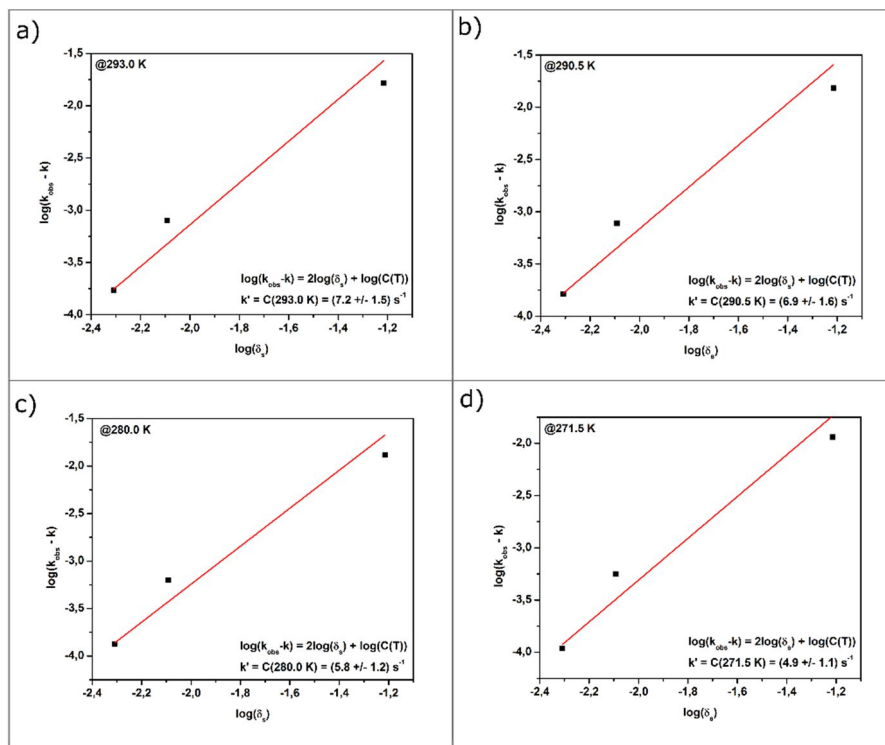 a)
@293.0 K
-1,5
-2,0
-2,5
-3,0
-3,5
-4,0
log(k_obs - k)
log(k_obs-k) = 2log(δ_s) + log(C(T))
k' = C(293.0 K) = (7.2 +/- 1.5) s^-1
-2,4 -2,2 -2,0 -1,8 -1,6 -1,4 -1,2
log(δ_s)
b)
@290.5 K
-1,5
-2,0
-2,5
-3,0
-3,5
-4,0
log(k_obs - k)
log(k_obs-k) = 2log(δ_s) + log(C(T))
k' = C(290.5 K) = (6.9 +/- 1.6) s^-1
-2,4 -2,2 -2,0 -1,8 -1,6 -1,4 -1,2
log(δ_s)
c)
@280.0 K
-1,5
-2,0
-2,5
-3,0
-3,5
-4,0
log(k_obs - k)
log(k_obs-k) = 2log(δ_s) + log(C(T))
k' = C(280.0 K) = (5.8 +/- 1.2) s^-1
-2,4 -2,2 -2,0 -1,8 -1,6 -1,4 -1,2
log(δ_s)
d)
@271.5 K
-2,0
-2,5
-3,0
-3,5
-4,0
log(k_obs - k)
log(k_obs-k) = 2log(δ_s) + log(C(T))
k' = C(271.5 K) = (4.9 +/- 1.1) s^-1
-2,4 -2,2 -2,0 -1,8 -1,6 -1,4 -1,2
log(δ_s)